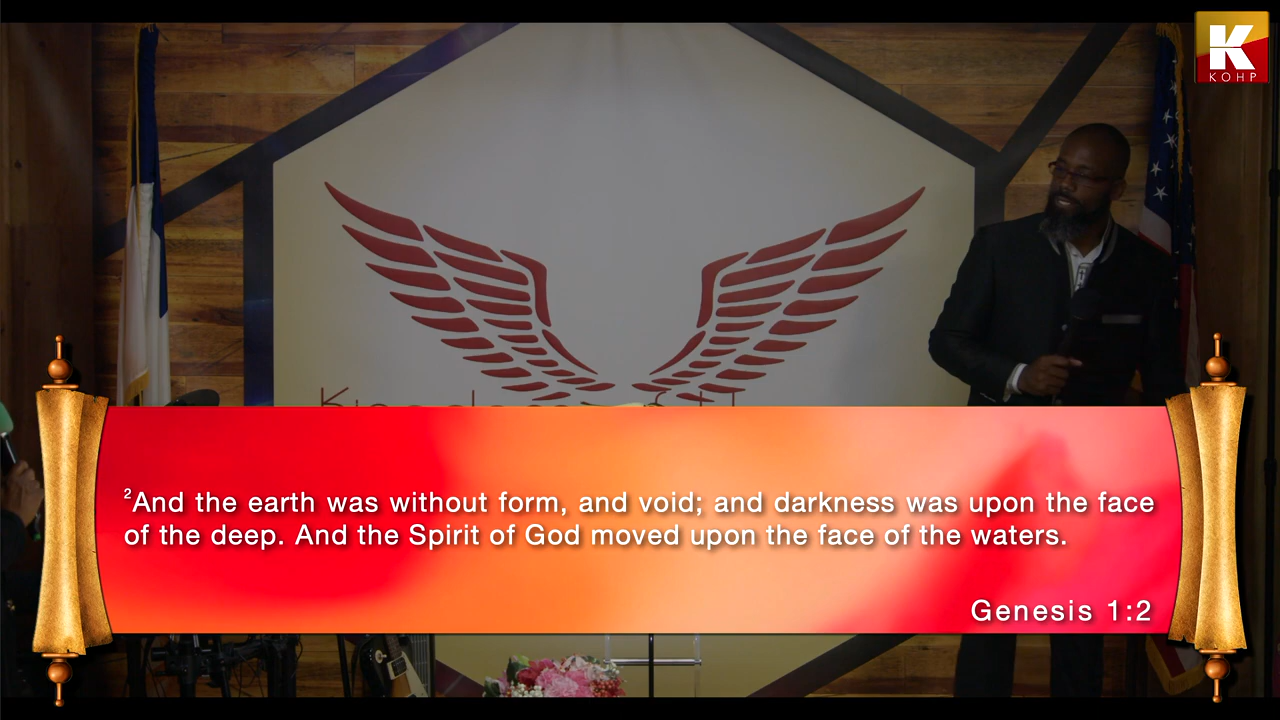 K
KOHP
²And the earth was without form, and void; and darkness was upon the face
of the deep. And the Spirit of God moved upon the face of the waters.
Genesis 1:2